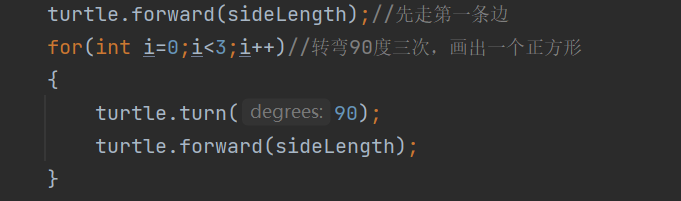 turtle.forward(sideLength);//先走第一条边
for(int i=0;i<3;i++)//转弯90度三次，画出一个正方形
{
turtle.turn( degrees: 90);
turtle.forward(sideLength);
}